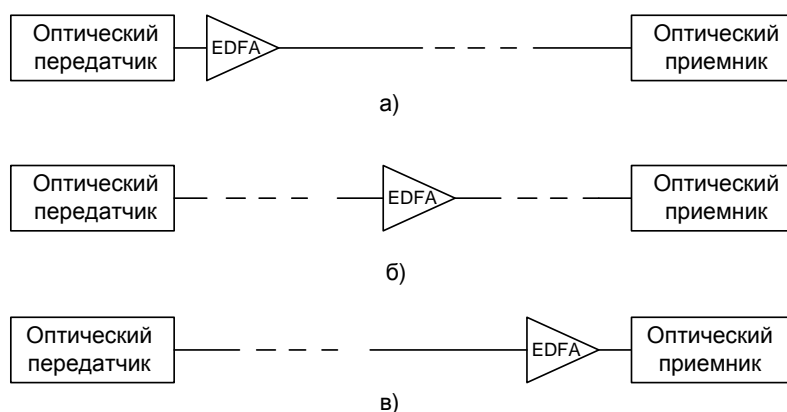 Оптический
передатчик
EDFA
Оптический
приемник
а)
Оптический
передатчик
EDFA
Оптический
приемник
б)
Оптический
передатчик
EDFA
Оптический
приемник
в)